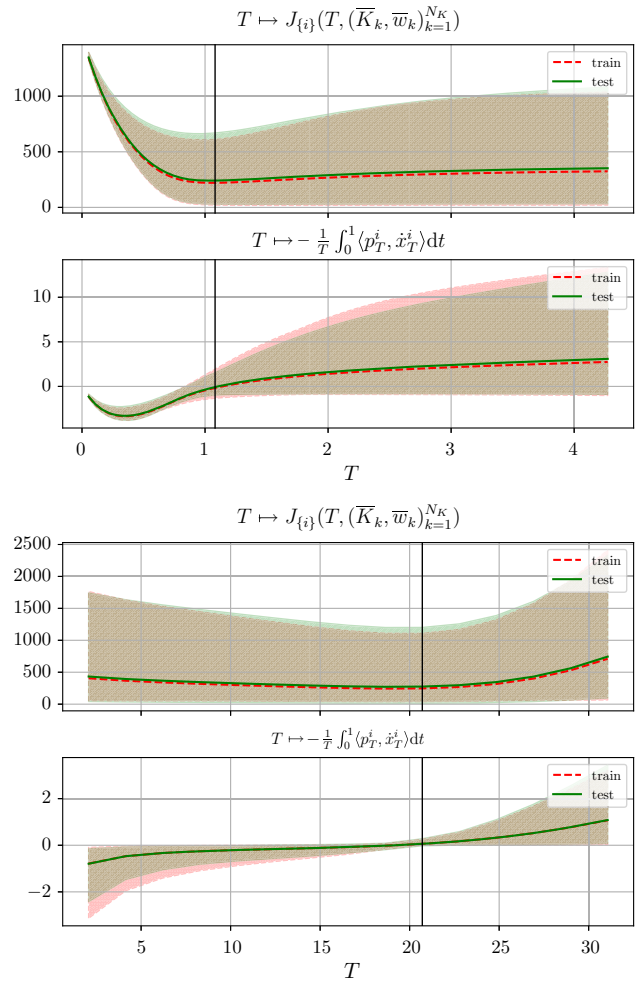 T ↦ J_{{i}}(T, (K̅_k, w̅_k)_{k=1}^{N_K})
1000
500
0
train
test
T ↦ − 1/T ∫_0^1 ⟨p_T^i, ẋ_T^i⟩dt
10
5
0
train
test
0 1 2 3 4
T
T ↦ J_{{i}}(T, (K̅_k, w̅_k)_{k=1}^{N_K})
2500
2000
1500
1000
500
0
train
test
T ↦ − 1/T ∫_0^1 ⟨p_T^i, ẋ_T^i⟩dt
2
0
−2
train
test
5 10 15 20 25 30
T